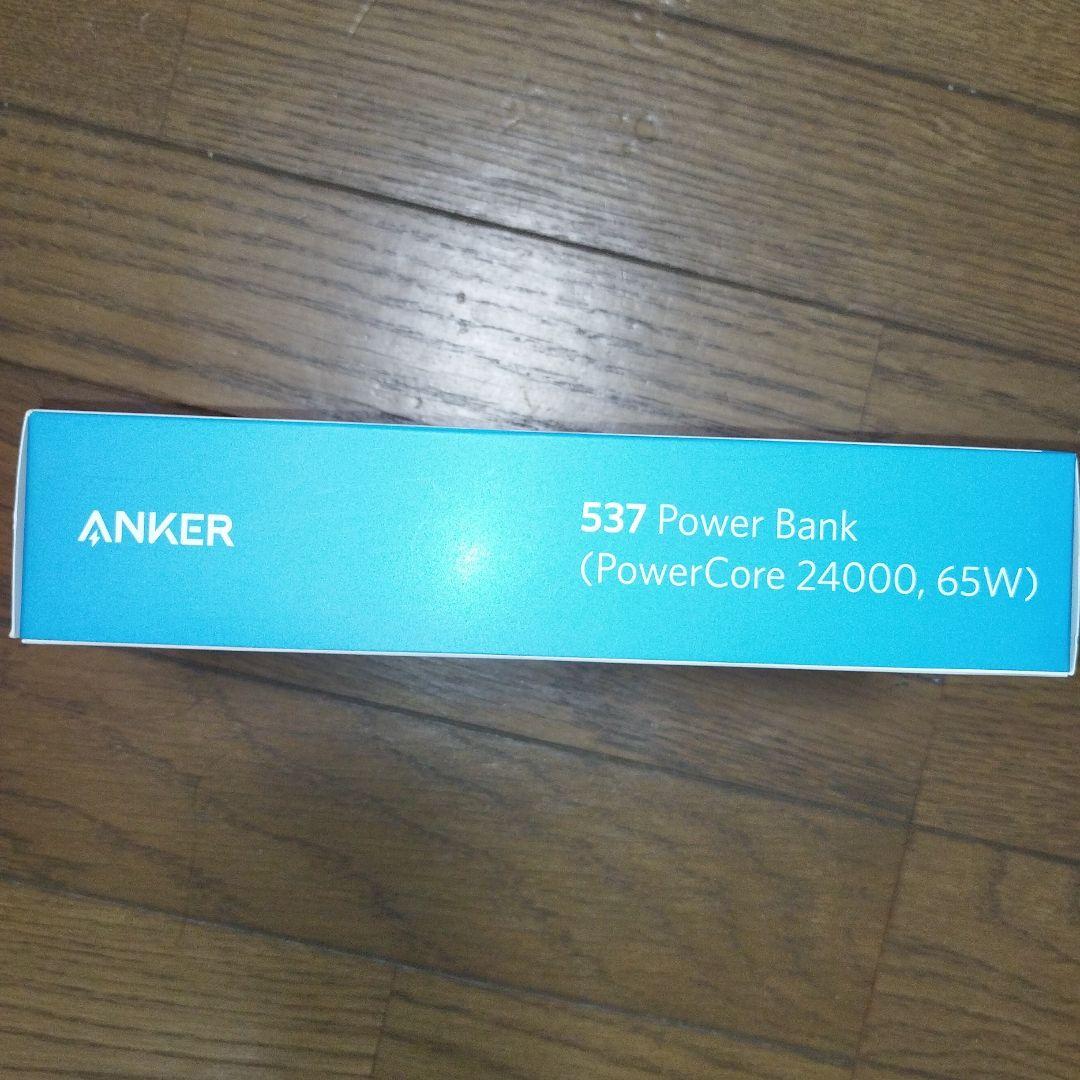 ANKER
537 Power Bank
(PowerCore 24000, 65W)